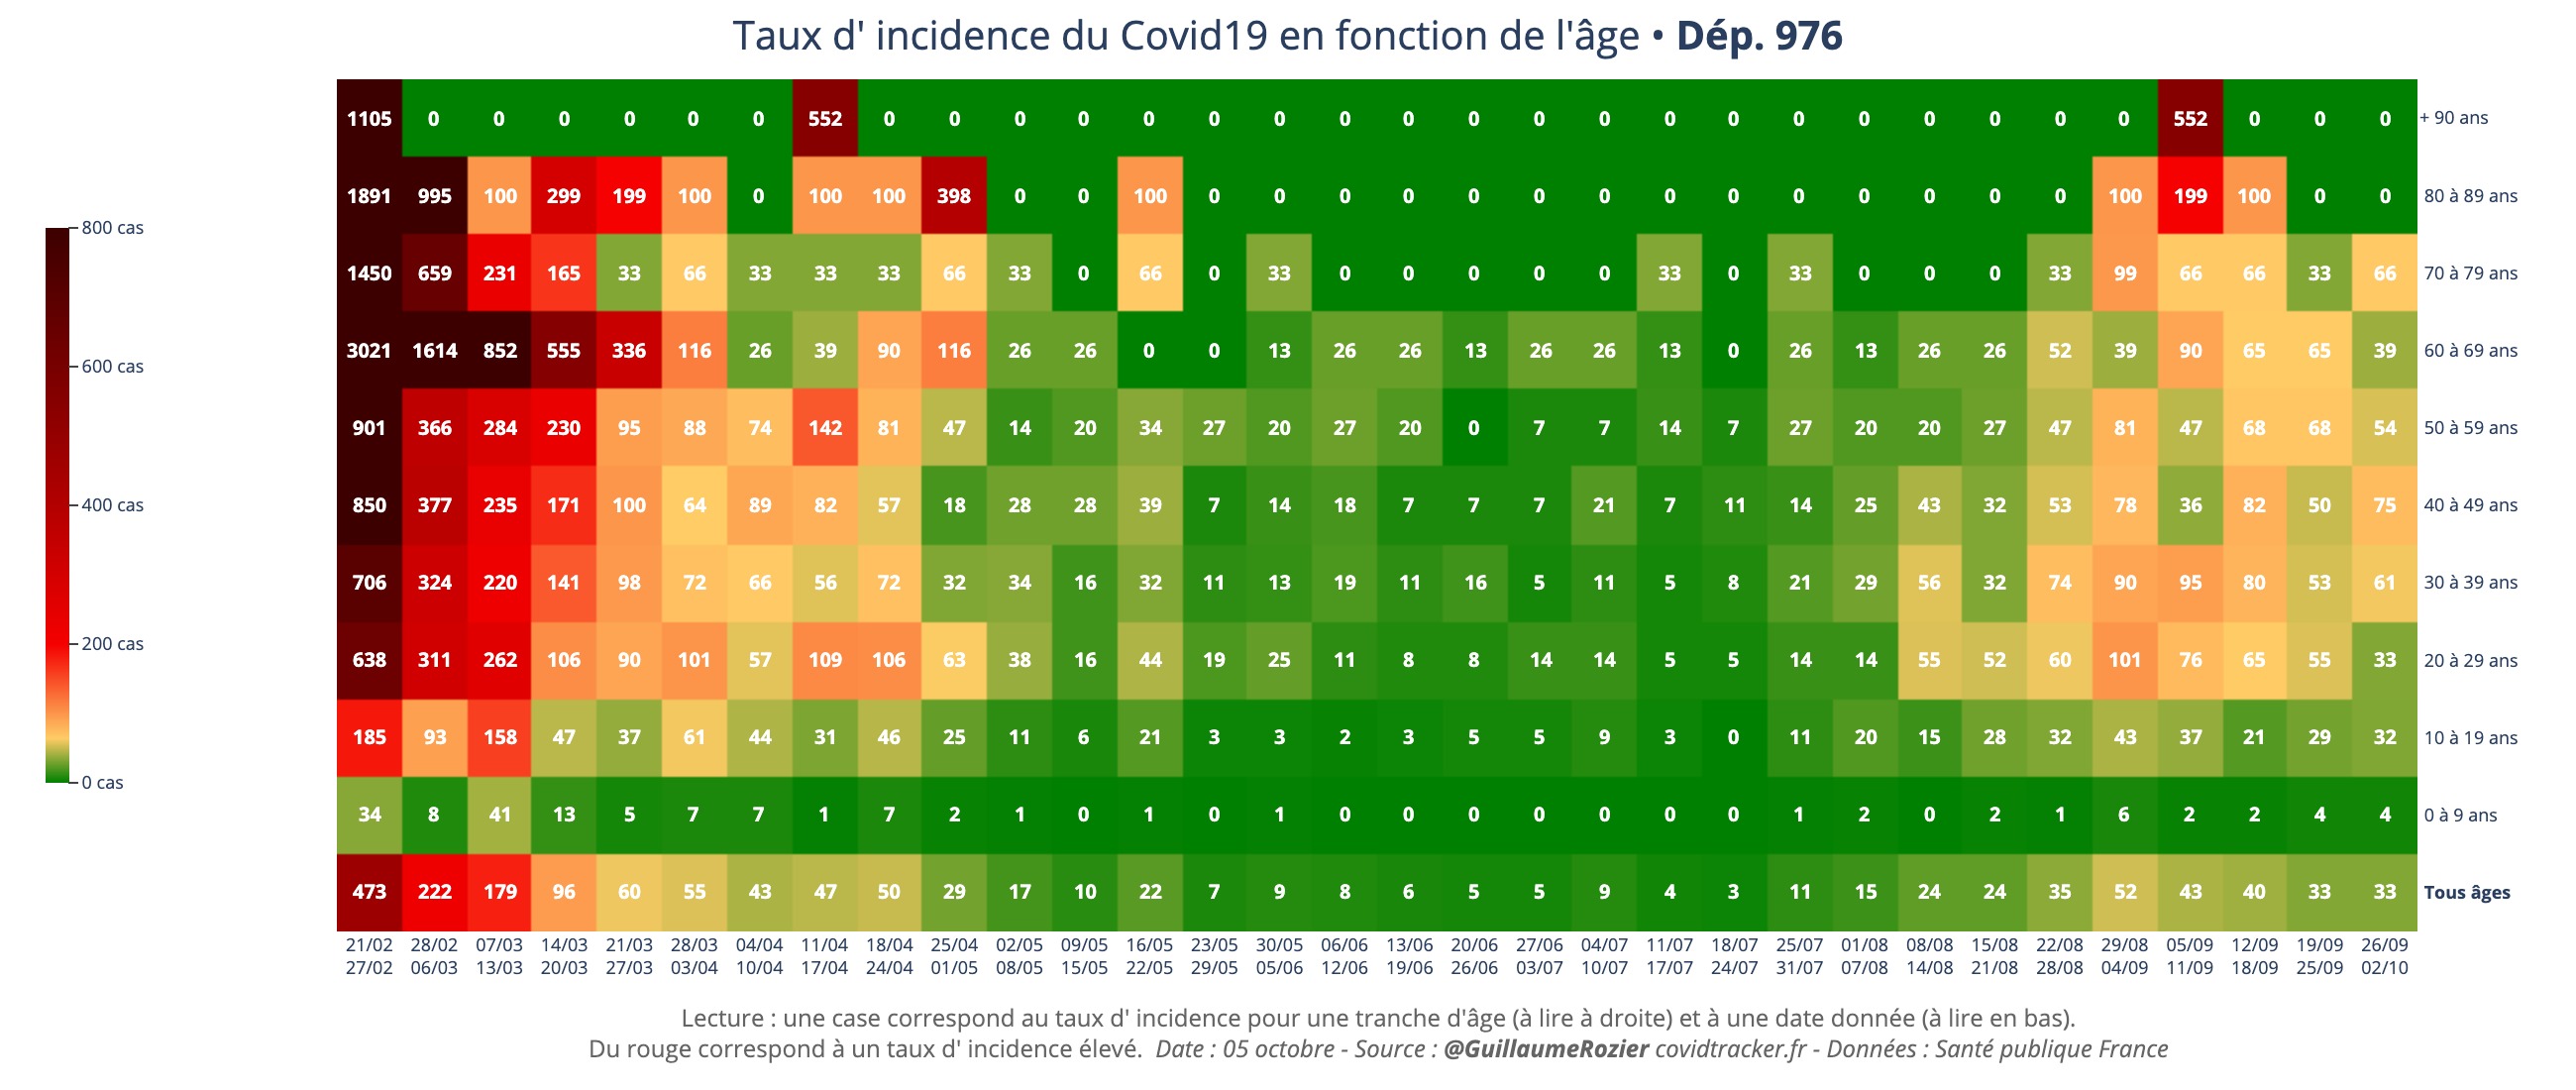 Taux d' incidence du Covid19 en fonction de l'âge • Dép. 976
800 cas
600 cas
400 cas
200 cas
0 cas
1105 0 0 0 0 0 0 552 0 0 0 0 0 0 0 0 0 0 0 0 0 0 0 0 0 0 0 0 552 0 0 0 + 90 ans
1891 995 100 299 199 100 0 100 100 398 0 0 100 0 0 0 0 0 0 0 0 0 0 0 0 0 0 100 199 100 0 0 80 à 89 ans
1450 659 231 165 33 66 33 33 33 66 33 0 66 0 33 0 0 0 0 0 33 0 33 0 0 0 33 99 66 66 33 66 70 à 79 ans
3021 1614 852 555 336 116 26 39 90 116 26 26 0 0 13 26 26 13 26 26 13 0 26 13 26 26 52 39 90 65 65 39 60 à 69 ans
901 366 284 230 95 88 74 142 81 47 14 20 34 27 20 27 20 0 7 7 14 7 27 20 20 27 47 81 47 68 68 54 50 à 59 ans
850 377 235 171 100 64 89 82 57 18 28 28 39 7 14 18 7 7 7 21 7 11 14 25 43 32 53 78 36 82 50 75 40 à 49 ans
706 324 220 141 98 72 66 56 72 32 34 16 32 11 13 19 11 16 5 11 5 8 21 29 56 32 74 90 95 80 53 61 30 à 39 ans
638 311 262 106 90 101 57 109 106 63 38 16 44 19 25 11 8 8 14 14 5 5 14 14 55 52 60 101 76 65 55 33 20 à 29 ans
185 93 158 47 37 61 44 31 46 25 11 6 21 3 3 2 3 5 5 9 3 0 11 20 15 28 32 43 37 21 29 32 10 à 19 ans
34 8 41 13 5 7 7 1 7 2 1 0 1 0 1 0 0 0 0 0 0 0 1 2 0 2 1 6 2 2 4 4 0 à 9 ans
473 222 179 96 60 55 43 47 50 29 17 10 22 7 9 8 6 5 5 9 4 3 11 15 24 24 35 52 43 40 33 33 Tous âges
21/02 28/02 07/03 14/03 21/03 28/03 04/04 11/04 18/04 25/04 02/05 09/05 16/05 23/05 30/05 06/06 13/06 20/06 27/06 04/07 11/07 18/07 25/07 01/08 08/08 15/08 22/08 29/08 05/09 12/09 19/09 26/09
27/02 06/03 13/03 20/03 27/03 03/04 10/04 17/04 24/04 01/05 08/05 15/05 22/05 29/05 05/06 12/06 19/06 26/06 03/07 10/07 17/07 24/07 31/07 07/08 14/08 21/08 28/08 04/09 11/09 18/09 25/09 02/10
Lecture : une case correspond au taux d' incidence pour une tranche d'âge (à lire à droite) et à une date donnée (à lire en bas).
Du rouge correspond à un taux d' incidence élevé. Date : 05 octobre - Source : @GuillaumeRozier covidtracker.fr - Données : Santé publique France